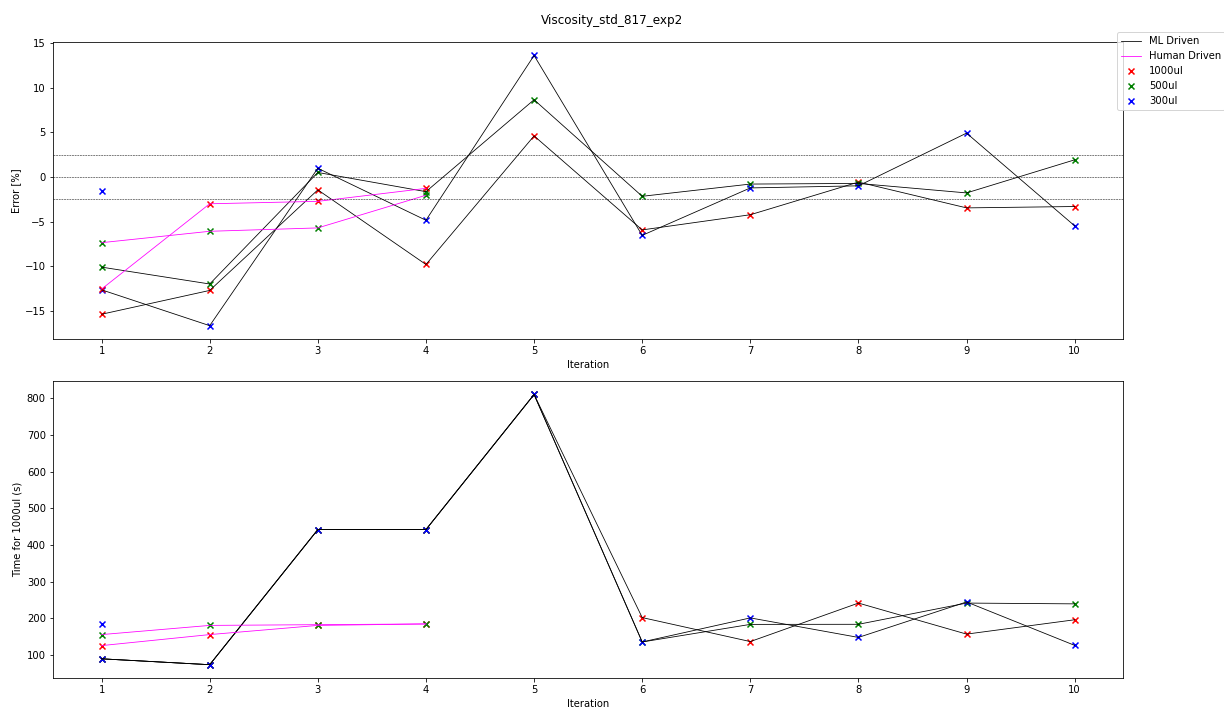 Viscosity_std_817_exp2
ML Driven
Human Driven
1000ul
500ul
300ul
Error [%]
15
10
5
0
−5
−10
−15
1 2 3 4 5 6 7 8 9 10
Iteration
Time for 1000ul (s)
800
700
600
500
400
300
200
100
1 2 3 4 5 6 7 8 9 10
Iteration